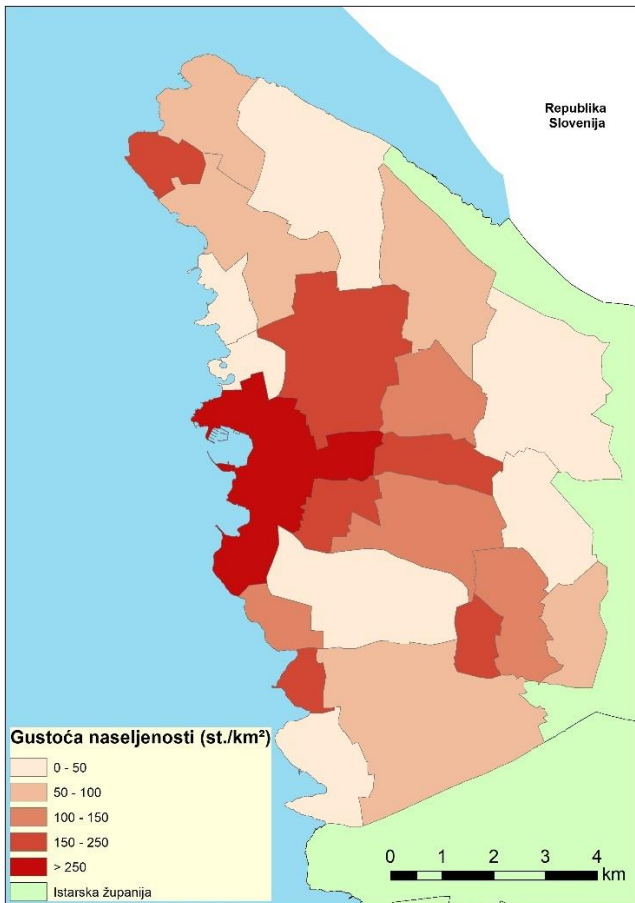 Republika
Slovenija
Gustoća naseljenosti (st./km²)
0 - 50
50 - 100
100 - 150
150 - 250
> 250
Istarska županija
0 1 2 3 4
km